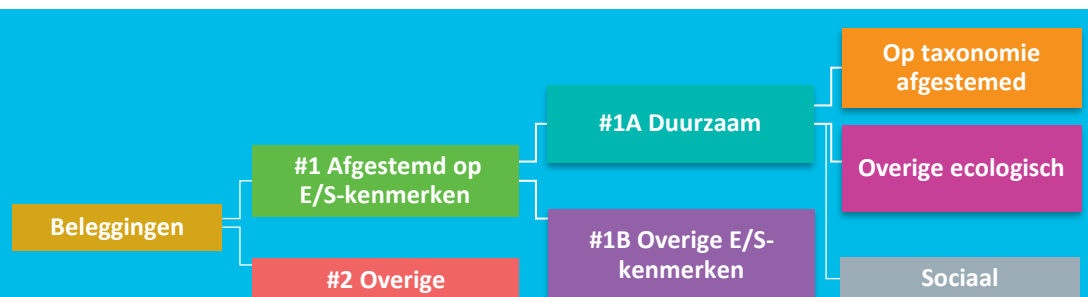 Beleggingen
#1 Afgestemd op
E/S-kenmerken
#2 Overige
#1A Duurzaam
#1B Overige E/S-
kenmerken
Op taxonomie
afgestemed
Overige ecologisch
Sociaal